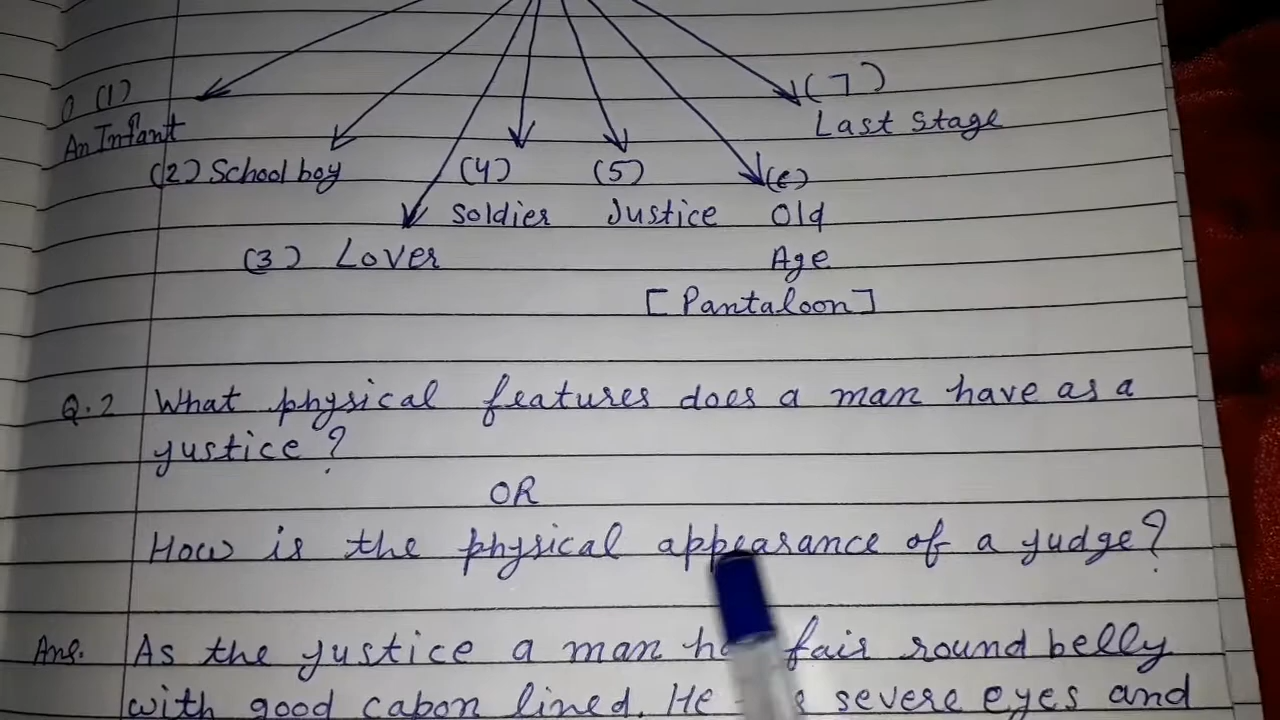 (1)
(7)
An Infant
Last stage
(2) School boy
(4)
(5)
(6)
Soldier
Justice
Old
(3) Lover
Age
[Pantaloon]
Q.2 What physical features does a man have as a
justice?
OR
How is the physical appearance of a judge?
Ans. As the justice a man fair round belly
with good cabon lined. He severe eyes and